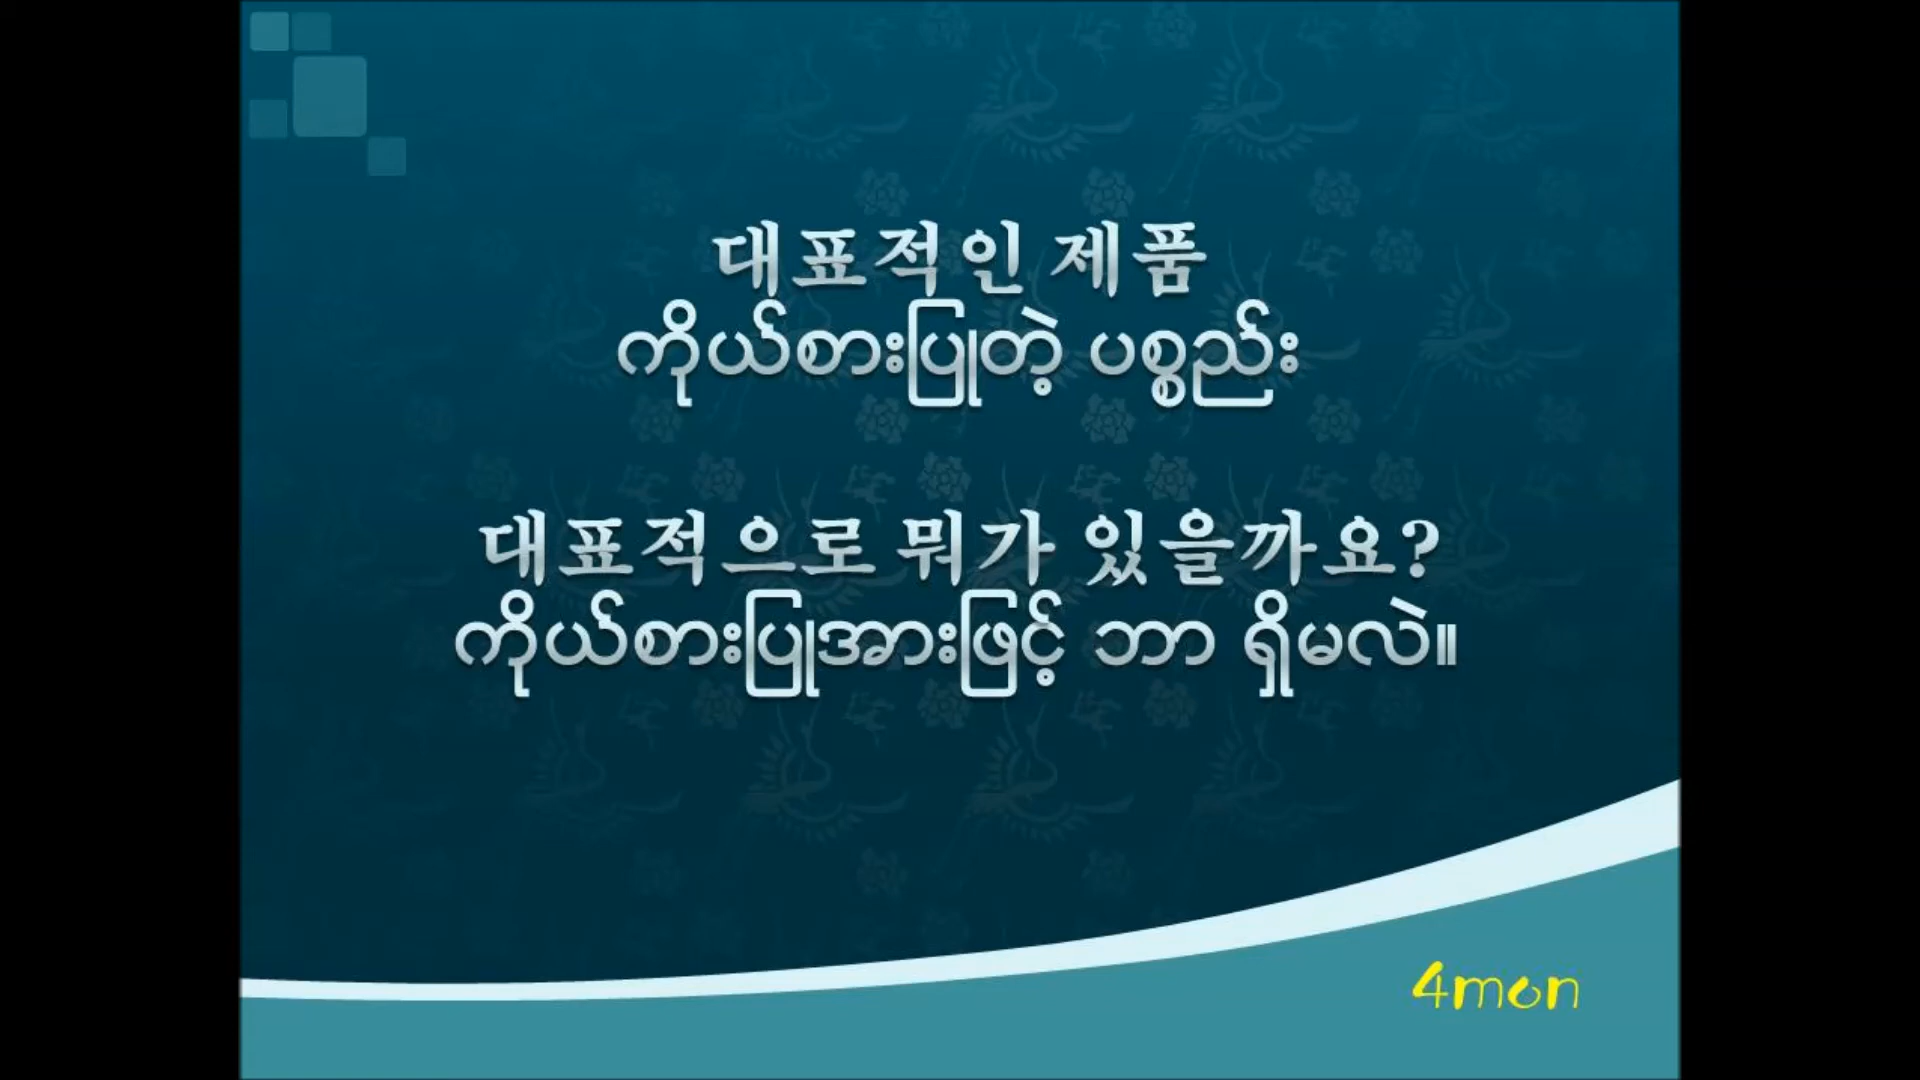 대표적인 제품
ကိုယ်စားပြုတဲ့ ပစ္စည်း
대표적으로 뭐가 있을까요?
ကိုယ်စားပြုအားဖြင့် ဘာ ရှိမလဲ။
4mon